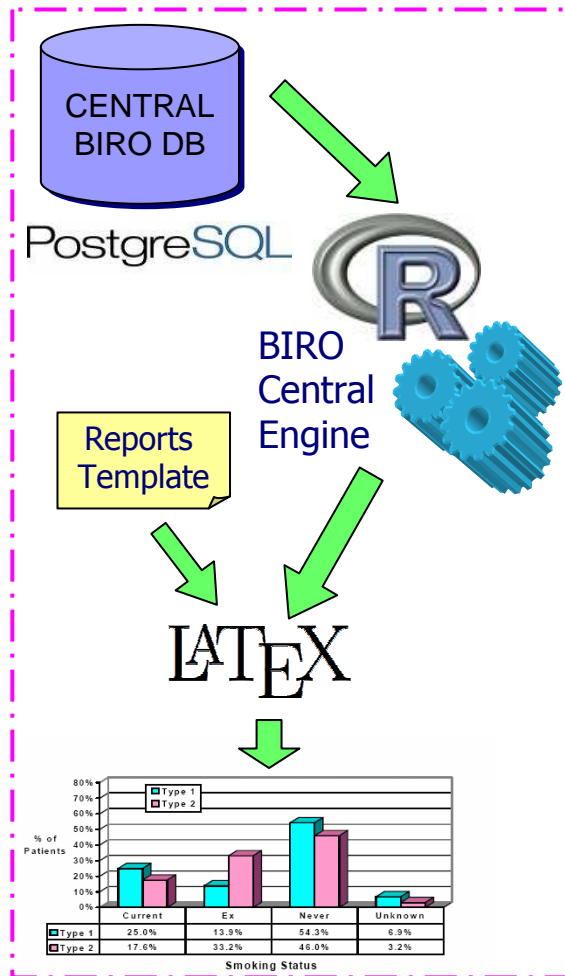 CENTRAL
BIRO DB
PostgreSQL
R
BIRO
Central
Engine
Reports
Template
LATEX
80%
70%
60%
50%
40%
30%
20%
10%
0%
% of
Patients
Type 1
Type 2
Current Ex Never Unknown
Type 1 25.0% 13.9% 54.3% 6.9%
Type 2 17.6% 33.2% 46.0% 3.2%
Smoking Status